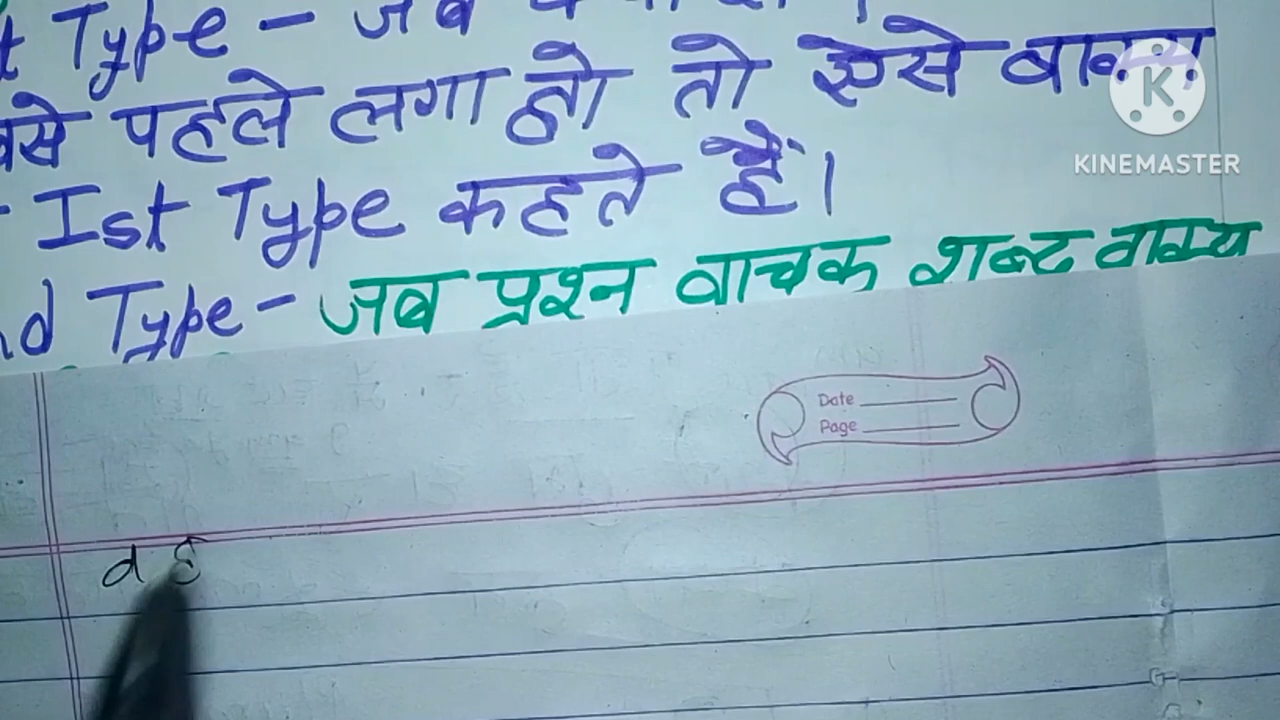 Type - जब
से पहले लगा हो तो इसे वाक्य
Ist Type कहते हैं।
d Type - जब प्रश्न वाचक शब्द वाक्य
Date
Page
d
K
KINEMASTER